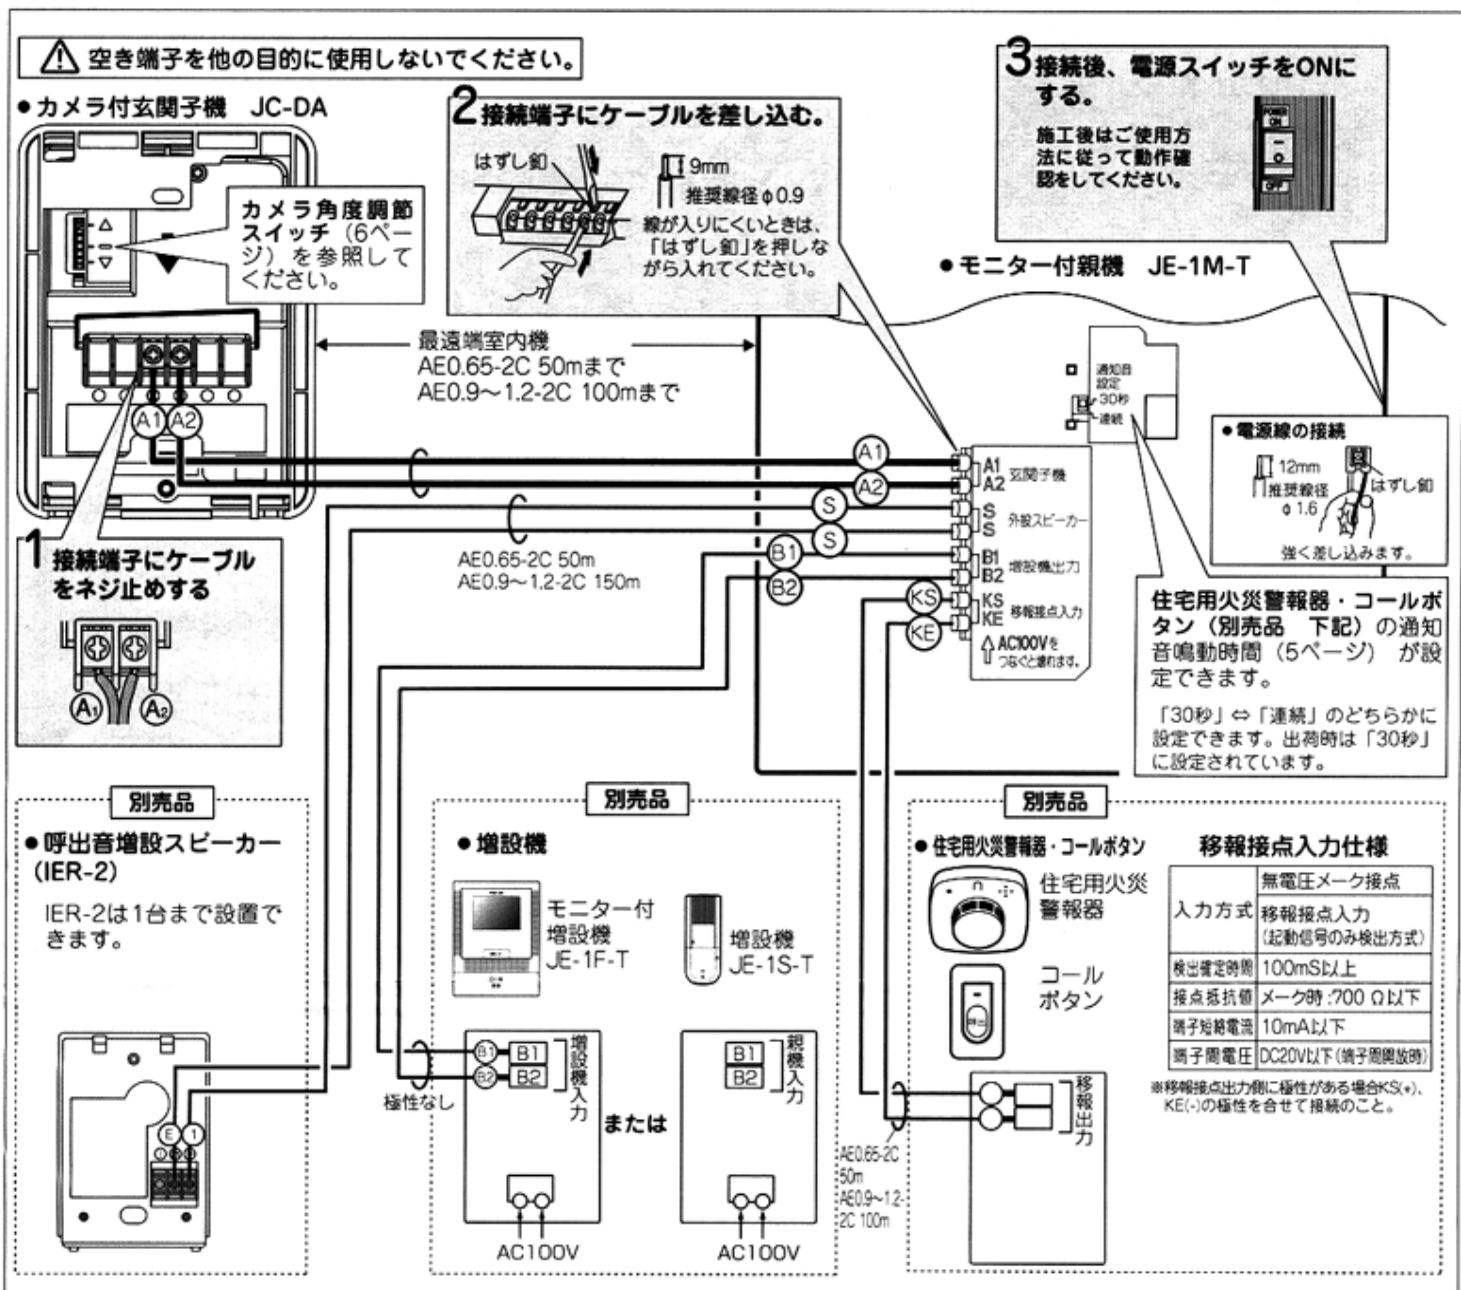 空き端子を他の目的に使用しないでください。
●カメラ付玄関子機　JC-DA
カメラ角度調節
スイッチ（6ペー
ジ）を参照して
ください。
A1
A2
1 接続端子にケーブル
をネジ止めする
A1
A2
2 接続端子にケーブルを差し込む。
はずし釦
9mm
推奨線径φ0.9
線が入りにくいときは、
「はずし釦」を押しな
がら入れてください。
最遠端室内機
AE0.65-2C 50mまで
AE0.9～1.2-2C 100mまで
AE0.65-2C 50m
AE0.9～1.2-2C 150m
3 接続後、電源スイッチをONに
する。
施工後はご使用方
法に従って動作確
認をしてください。
POWER
ON
OFF
●モニター付親機　JE-1M-T
通知音
設定
30秒
連続
●電源線の接続
12mm
推奨線径
φ1.6
はずし釦
強く差し込みます。
A1
A2
S
S
B1
B2
KS
KE
A1
A2
玄関子機
S
S
外設スピーカー
B1
B2
増設機出力
KS
KE
移報接点入力
AC100Vを
つなぐと壊れます。
住宅用火災警報器・コールボ
タン（別売品　下記）の通知
音鳴動時間（5ページ）が設
定できます。
「30秒」⇔「連続」のどちらかに
設定できます。出荷時は「30秒」
に設定されています。
別売品
●呼出音増設スピーカー
(IER-2)
IER-2は1台まで設置で
きます。
E
1
別売品
●増設機
モニター付
増設機
JE-1F-T
増設機
JE-1S-T
B1
B2
B1
B2
増設機入力
極性なし
または
B1
B2
親機入力
AC100V
AC100V
別売品
●住宅用火災警報器・コールボタン
住宅用火災
警報器
コール
ボタン
呼出
移報出力
AE0.65-2C
50m
AE0.9～1.2-
2C 100m
移報接点入力仕様
入力方式
無電圧メーク接点
移報接点入力
(起動信号のみ検出方式)
検出確定時間 100mS以上
接点抵抗値 メーク時:700 Ω以下
端子短絡電流 10mA以下
端子間電圧 DC20V以下(端子間開放時)
※移報接点出力側に極性がある場合KS(+)、
KE(-)の極性を合せて接続のこと。